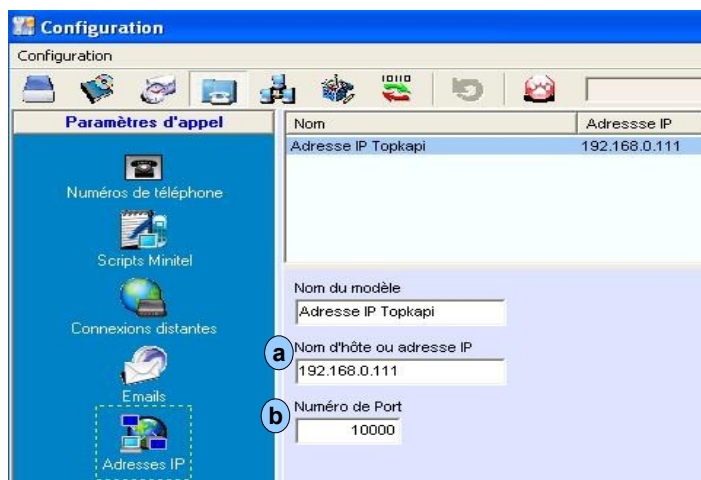 Configuration
Configuration
10110
Paramètres d'appel
Nom Adressse IP
Adresse IP Topkapi 192.168.0.111
Numéros de téléphone
Scripts Minitel
Connexions distantes
Emails
Adresses IP
Nom du modèle
Adresse IP Topkapi
a Nom d'hôte ou adresse IP
192.168.0.111
b Numéro de Port
10000